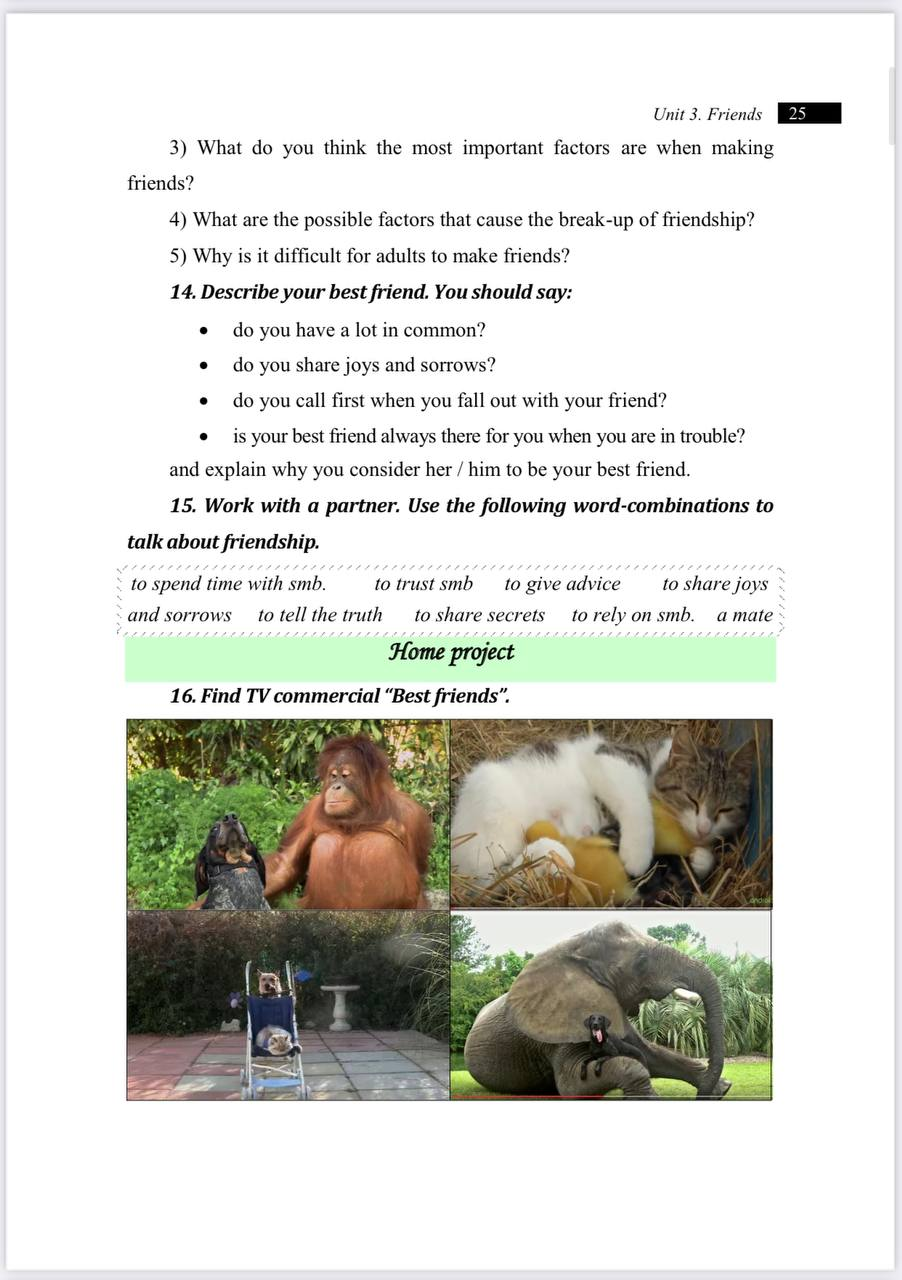 Unit 3. Friends 25
3) What do you think the most important factors are when making
friends?
4) What are the possible factors that cause the break-up of friendship?
5) Why is it difficult for adults to make friends?
14. Describe your best friend. You should say:
• do you have a lot in common?
• do you share joys and sorrows?
• do you call first when you fall out with your friend?
• is your best friend always there for you when you are in trouble?
and explain why you consider her / him to be your best friend.
15. Work with a partner. Use the following word-combinations to
talk about friendship.
to spend time with smb. to trust smb to give advice to share joys
and sorrows to tell the truth to share secrets to rely on smb. a mate
Home project
16. Find TV commercial “Best friends”.